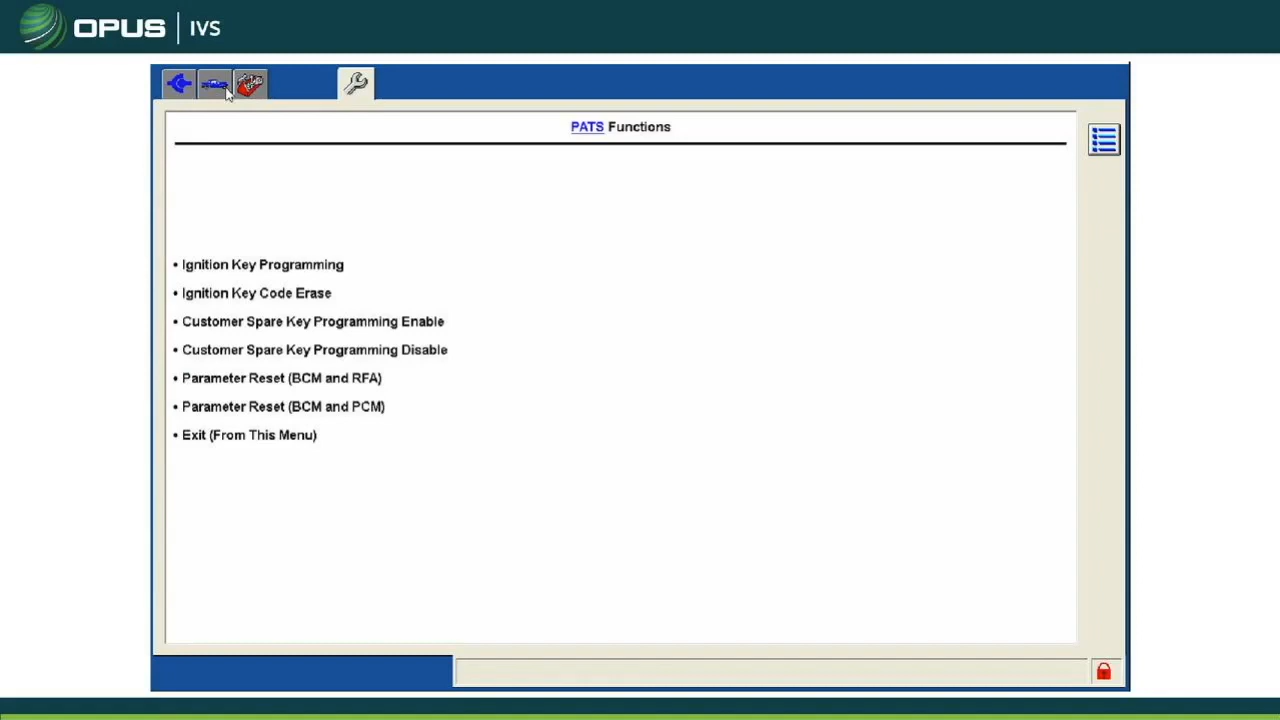 OPUS | IVS
PATS Functions
• Ignition Key Programming
• Ignition Key Code Erase
• Customer Spare Key Programming Enable
• Customer Spare Key Programming Disable
• Parameter Reset (BCM and RFA)
• Parameter Reset (BCM and PCM)
• Exit (From This Menu)